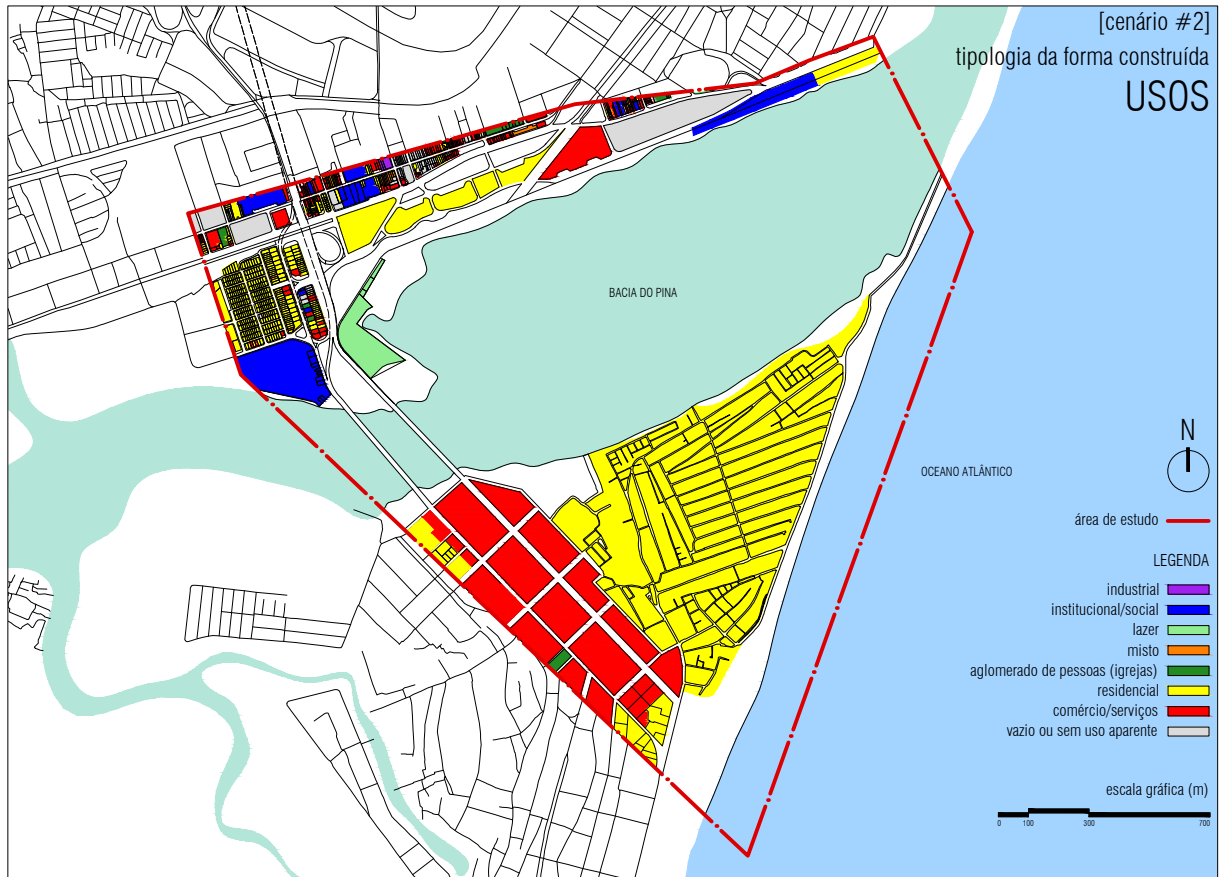 [cenário #2]
tipologia da forma construída
USOS
BACIA DO PINA
OCEANO ATLÂNTICO
N
área de estudo
LEGENDA
industrial
institucional/social
lazer
misto
aglomerado de pessoas (igrejas)
residencial
comércio/serviços
vazio ou sem uso aparente
escala gráfica (m)
0 100 300 700